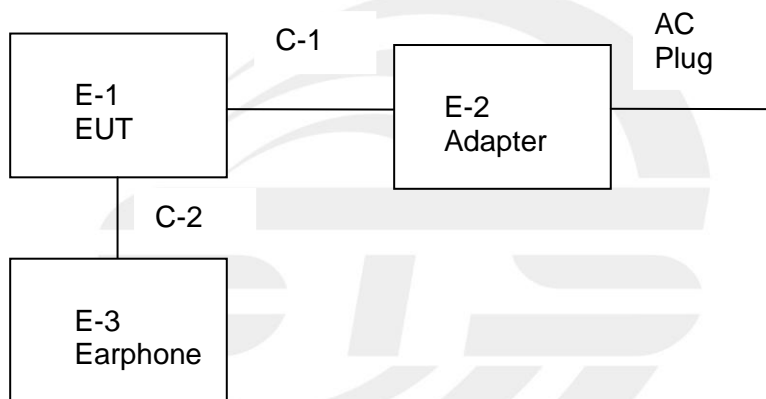 C-1
AC
Plug
E-1
EUT
E-2
Adapter
C-2
E-3
Earphone